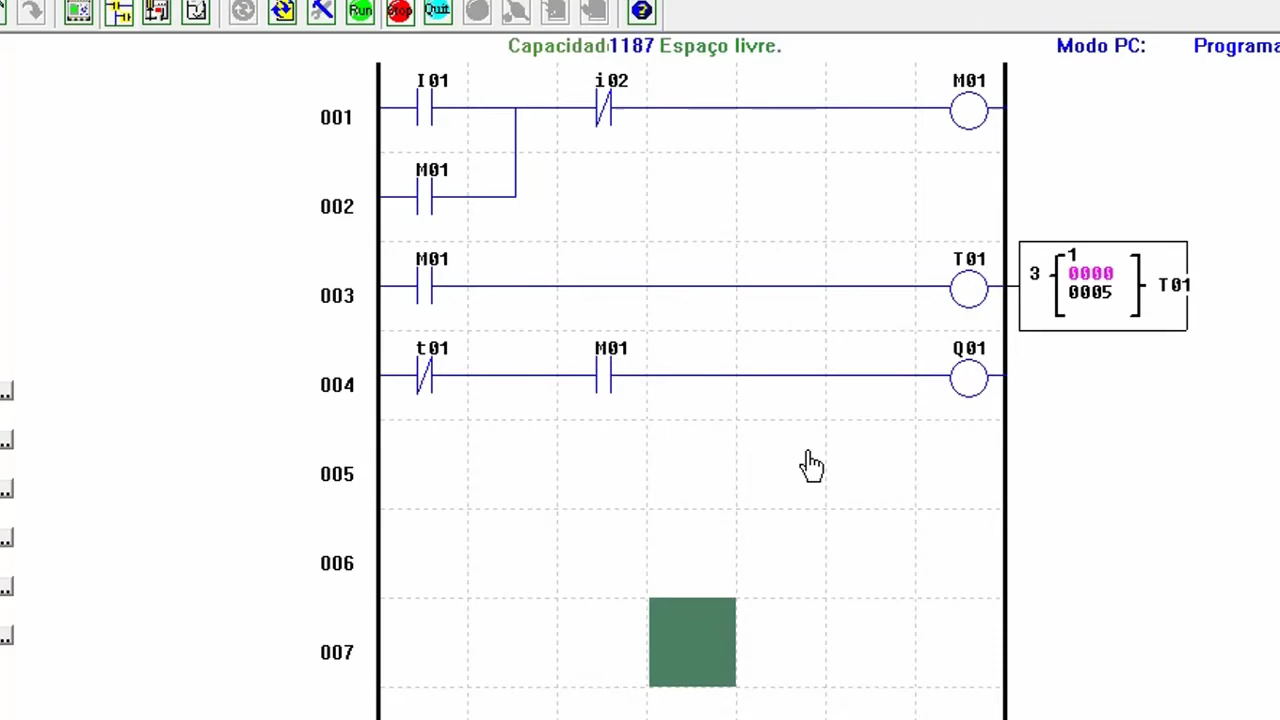 Run Stop Quit
Capacidad 1187 Espaço livre. Modo PC: Programa
I01 i02 M01
001
M01
002
M01 T01
1
3 0000 T01
0005
003
t01 M01 Q01
004
005
006
007